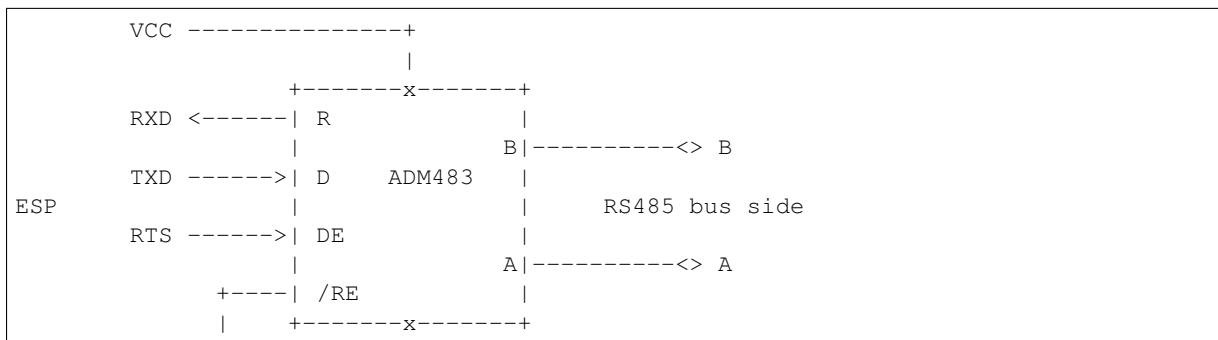 VCC ---------------+
|
+-------x-------+
RXD <------| R |
| B|----------<> B
TXD ------>| D ADM483 |
ESP | | RS485 bus side
RTS ------>| DE |
| A|----------<> A
+----| /RE |
| +-------x-------+